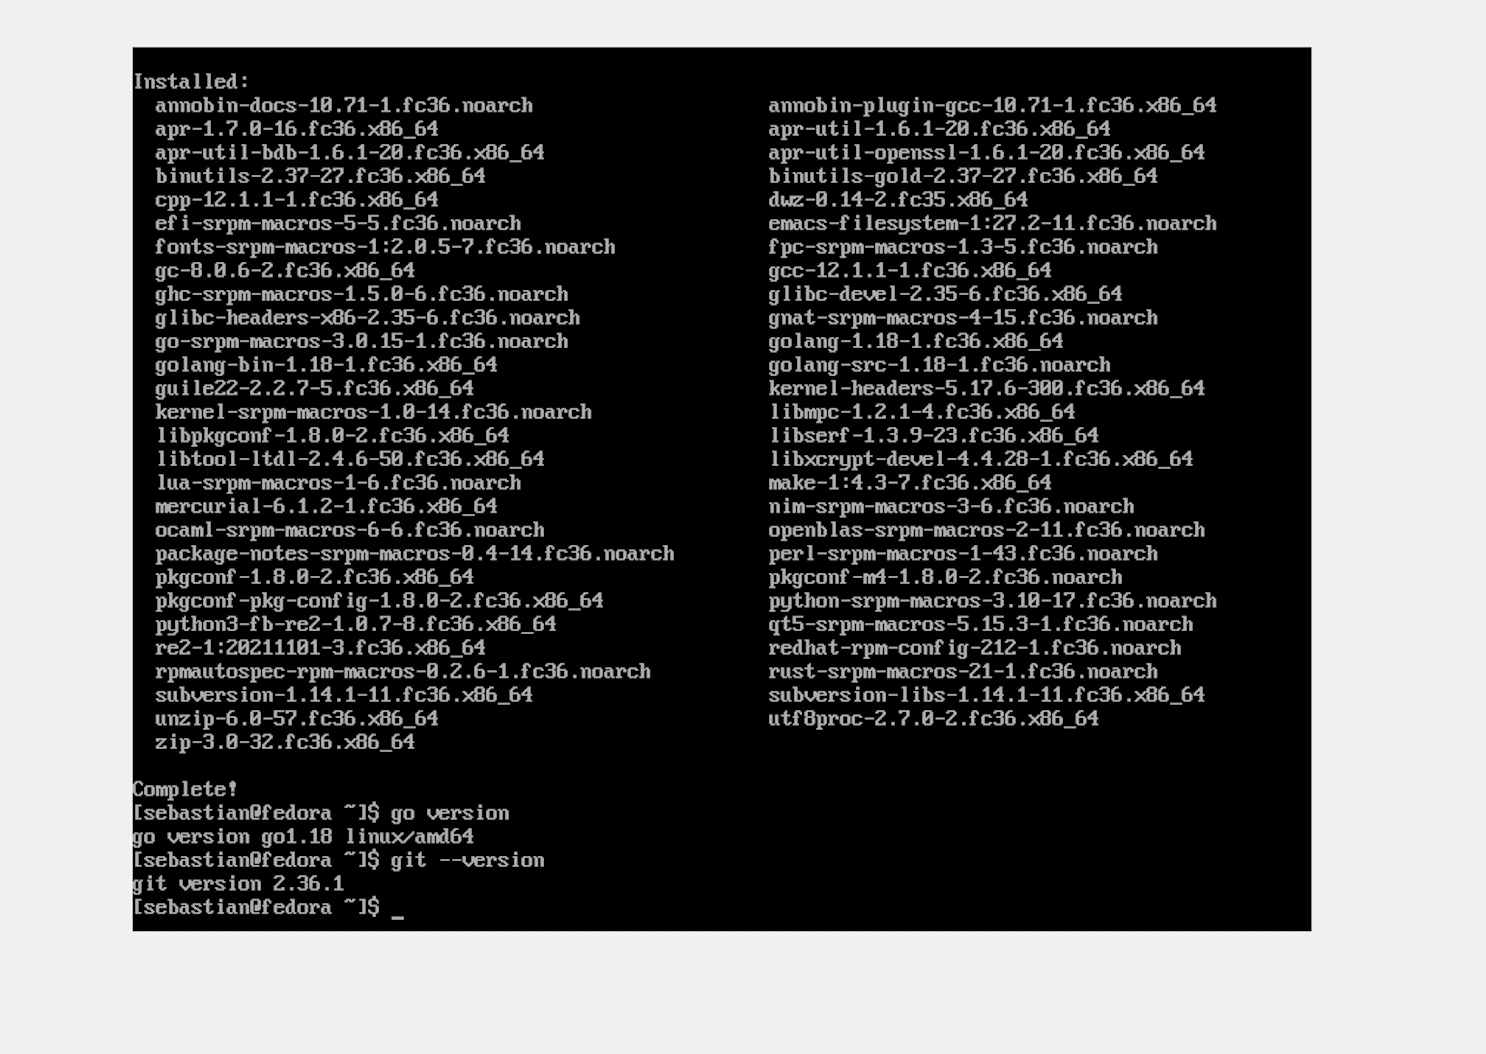 Installed:
annobin-docs-10.71-1.fc36.noarch annobin-plugin-gcc-10.71-1.fc36.x86_64
apr-1.7.0-16.fc36.x86_64 apr-util-1.6.1-20.fc36.x86_64
apr-util-bdb-1.6.1-20.fc36.x86_64 apr-util-openssl-1.6.1-20.fc36.x86_64
binutils-2.37-27.fc36.x86_64 binutils-gold-2.37-27.fc36.x86_64
cpp-12.1.1-1.fc36.x86_64 dwz-0.14-2.fc35.x86_64
efi-srpm-macros-5-5.fc36.noarch emacs-filesystem-1:27.2-11.fc36.noarch
fonts-srpm-macros-1:2.0.5-7.fc36.noarch fpc-srpm-macros-1.3-5.fc36.noarch
gc-8.0.6-2.fc36.x86_64 gcc-12.1.1-1.fc36.x86_64
ghc-srpm-macros-1.5.0-6.fc36.noarch glibc-devel-2.35-6.fc36.x86_64
glibc-headers-x86-2.35-6.fc36.noarch gnat-srpm-macros-4-15.fc36.noarch
go-srpm-macros-3.0.15-1.fc36.noarch golang-1.18-1.fc36.x86_64
golang-bin-1.18-1.fc36.x86_64 golang-src-1.18-1.fc36.noarch
guile22-2.2.7-5.fc36.x86_64 kernel-headers-5.17.6-300.fc36.x86_64
kernel-srpm-macros-1.0-14.fc36.noarch libmpc-1.2.1-4.fc36.x86_64
libpkgconf-1.8.0-2.fc36.x86_64 libserf-1.3.9-23.fc36.x86_64
libtool-ltdl-2.4.6-50.fc36.x86_64 libxcrypt-devel-4.4.28-1.fc36.x86_64
lua-srpm-macros-1-6.fc36.noarch make-1:4.3-7.fc36.x86_64
mercurial-6.1.2-1.fc36.x86_64 nim-srpm-macros-3-6.fc36.noarch
ocaml-srpm-macros-6-6.fc36.noarch openblas-srpm-macros-2-11.fc36.noarch
package-notes-srpm-macros-0.4-14.fc36.noarch perl-srpm-macros-1-43.fc36.noarch
pkgconf-1.8.0-2.fc36.x86_64 pkgconf-m4-1.8.0-2.fc36.noarch
pkgconf-pkg-config-1.8.0-2.fc36.x86_64 python-srpm-macros-3.10-17.fc36.noarch
python3-fb-re2-1.0.7-8.fc36.x86_64 qt5-srpm-macros-5.15.3-1.fc36.noarch
re2-1:20211101-3.fc36.x86_64 redhat-rpm-config-212-1.fc36.noarch
rpmautospec-rpm-macros-0.2.6-1.fc36.noarch rust-srpm-macros-21-1.fc36.noarch
subversion-1.14.1-11.fc36.x86_64 subversion-libs-1.14.1-11.fc36.x86_64
unzip-6.0-57.fc36.x86_64 utf8proc-2.7.0-2.fc36.x86_64
zip-3.0-32.fc36.x86_64
Complete!
[sebastian@fedora ~]$ go version
go version go1.18 linux/amd64
[sebastian@fedora ~]$ git --version
git version 2.36.1
[sebastian@fedora ~]$ _